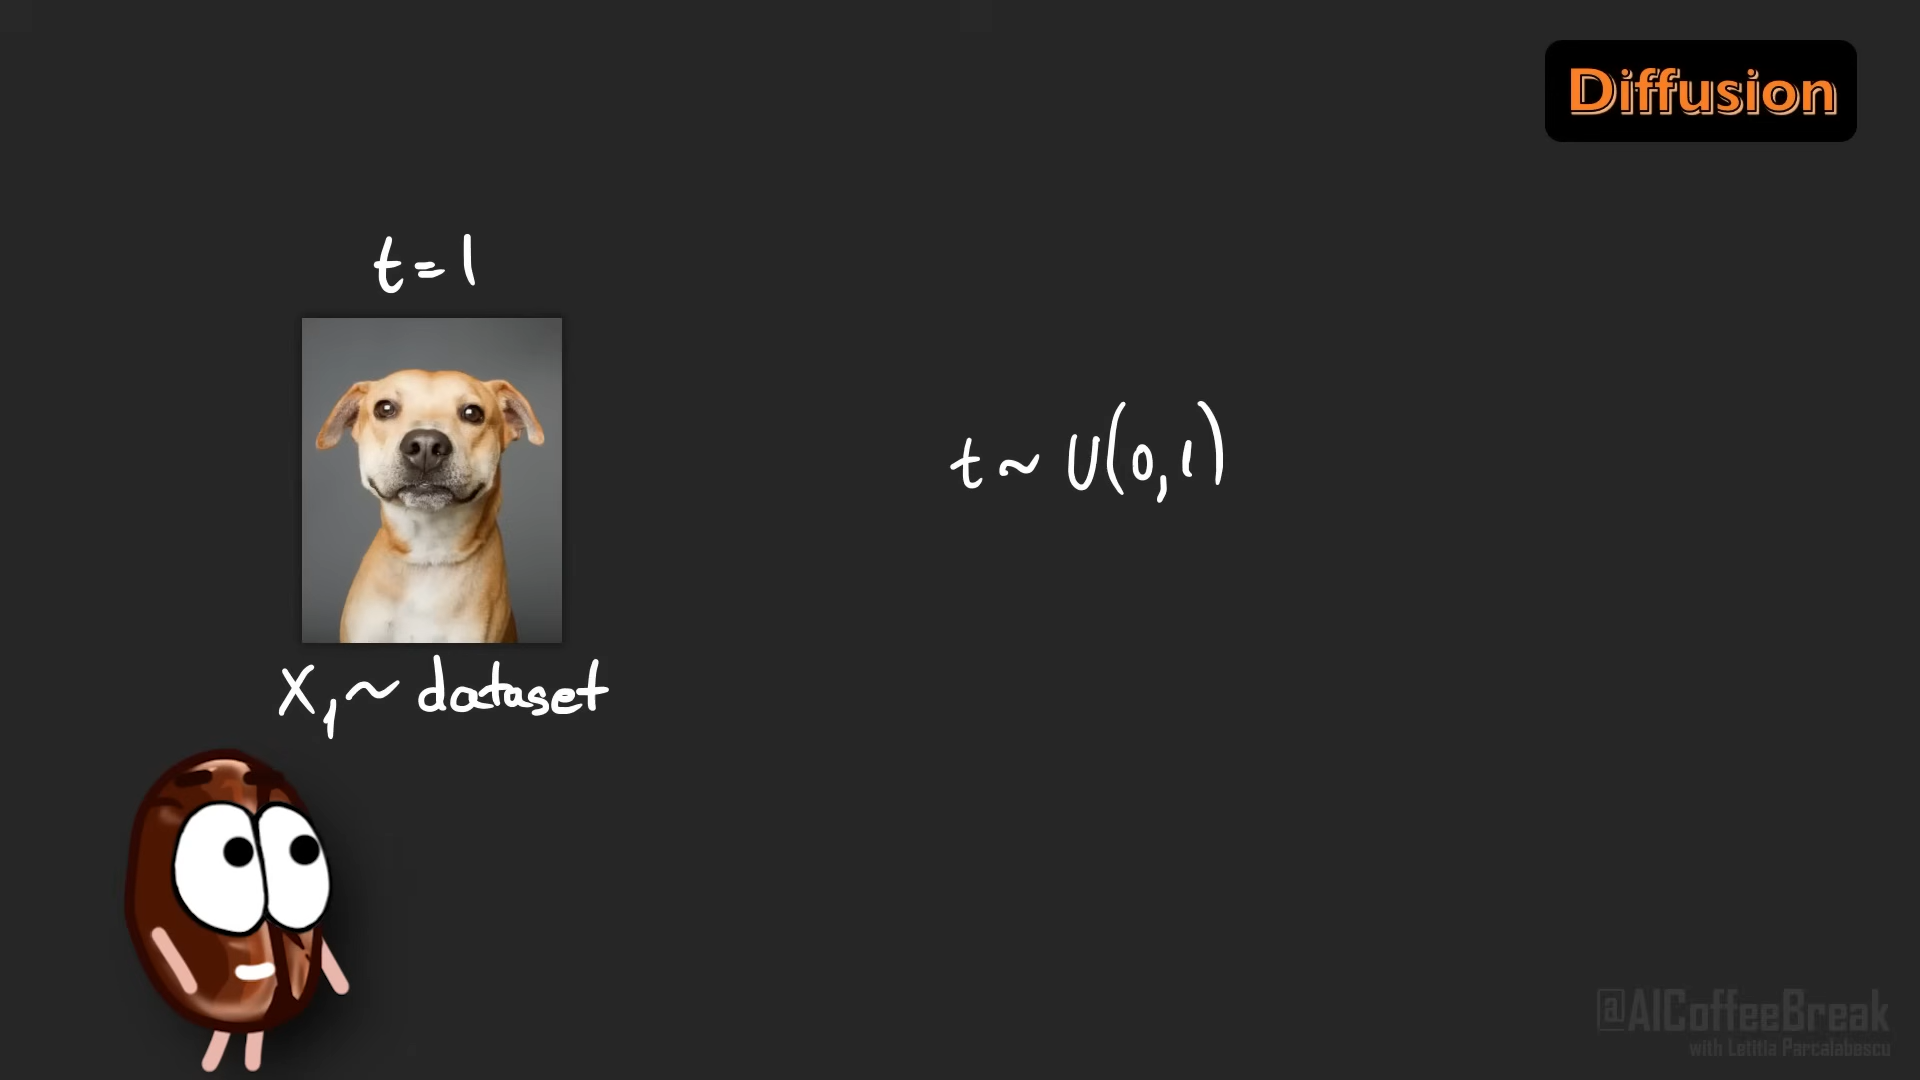 Diffusion
t = 1
t ~ U(0,1)
X₁ ~ dataset
@AICoffeeBreak
with Letitia Parcalabescu